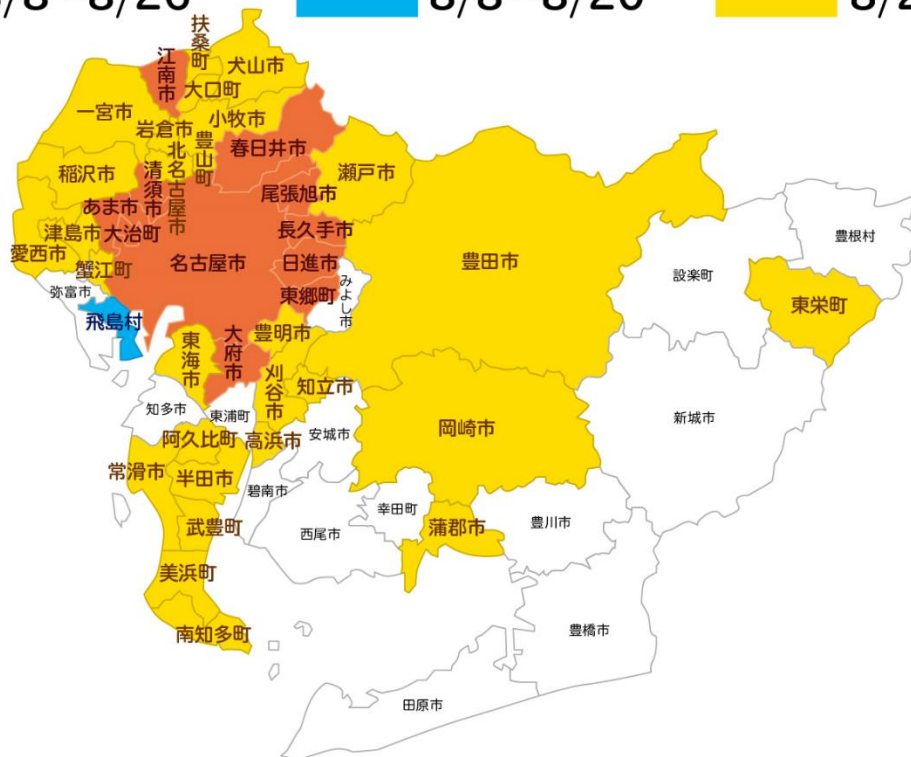 8/20
8/20
扶桑町
江南市
犬山市
大口町
一宮市
小牧市
岩倉市
豊山町
北名古屋市
春日井市
稲沢市
清須市
瀬戸市
尾張旭市
あま市
津島市
大治町
長久手市
愛西市
蟹江町
名古屋市
日進市
豊田市
豊根村
設楽町
弥富市
東郷町
みよし市
東栄町
飛島村
東海市
大府市
豊明市
刈谷市
知立市
知多市
東浦町
安城市
岡崎市
新城市
阿久比町
高浜市
常滑市
半田市
碧南市
幸田町
西尾市
武豊町
蒲郡市
豊川市
美浜町
南知多町
豊橋市
田原市